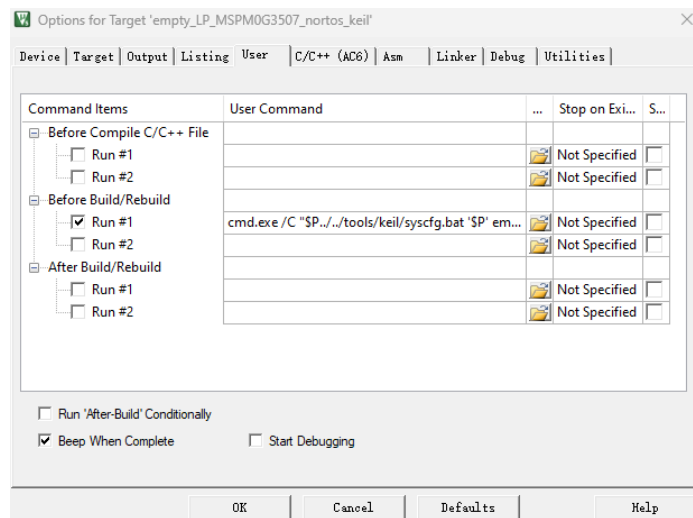 Options for Target 'empty_LP_MSPM0G3507_nortos_keil'
Device Target Output Listing User C/C++ (AC6) Asm Linker Debug Utilities
Command Items User Command ... Stop on Exi... S...
Before Compile C/C++ File
Run #1 Not Specified
Run #2 Not Specified
Before Build/Rebuild
Run #1 cmd.exe /C "$P../../tools/keil/syscfg.bat '$P' em... Not Specified
Run #2 Not Specified
After Build/Rebuild
Run #1 Not Specified
Run #2 Not Specified
Run 'After-Build' Conditionally
Beep When Complete Start Debugging
OK Cancel Defaults Help